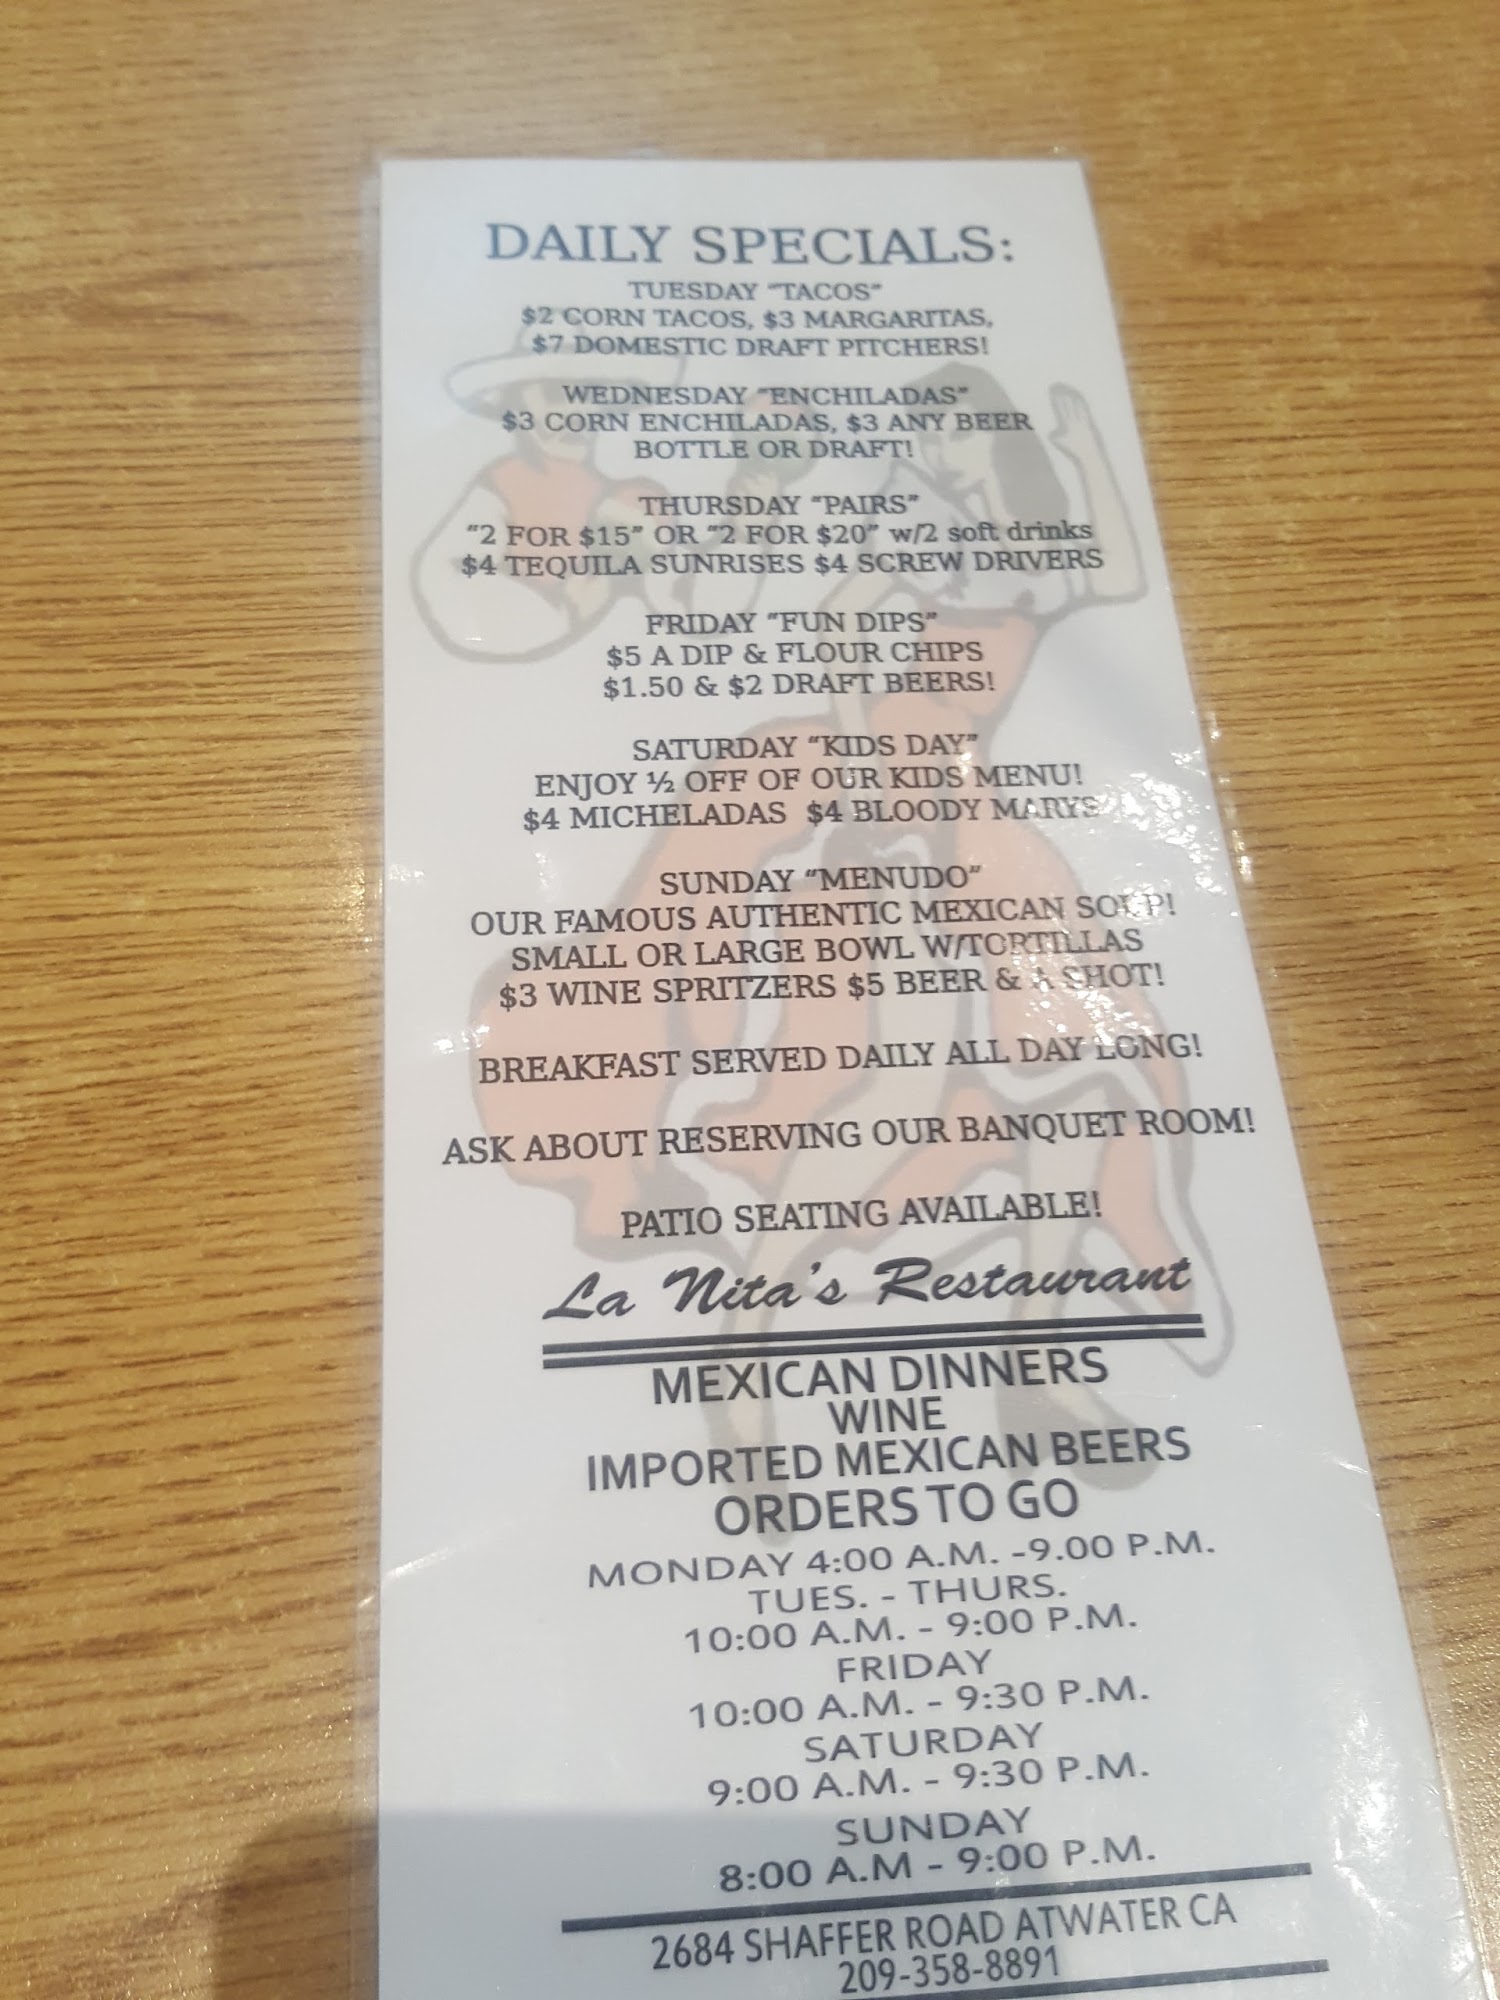 DAILY SPECIALS:
TUESDAY "TACOS"
$2 CORN TACOS, $3 MARGARITAS,
$7 DOMESTIC DRAFT PITCHERS!
WEDNESDAY "ENCHILADAS"
$3 CORN ENCHILADAS, $3 ANY BEER
BOTTLE OR DRAFT!
THURSDAY "PAIRS"
"2 FOR $15" OR "2 FOR $20" w/2 soft drinks
$4 TEQUILA SUNRISES $4 SCREW DRIVERS
FRIDAY "FUN DIPS"
$5 A DIP & FLOUR CHIPS
$1.50 & $2 DRAFT BEERS!
SATURDAY "KIDS DAY"
ENJOY ½ OFF OF OUR KIDS MENU!
$4 MICHELADAS $4 BLOODY MARYS
SUNDAY "MENUDO"
OUR FAMOUS AUTHENTIC MEXICAN SOUP!
SMALL OR LARGE BOWL W/TORTILLAS
$3 WINE SPRITZERS $5 BEER & A SHOT!
BREAKFAST SERVED DAILY ALL DAY LONG!
ASK ABOUT RESERVING OUR BANQUET ROOM!
PATIO SEATING AVAILABLE!
La Nita's Restaurant
MEXICAN DINNERS
WINE
IMPORTED MEXICAN BEERS
ORDERS TO GO
MONDAY 4:00 A.M. -9.00 P.M.
TUES. - THURS.
10:00 A.M. - 9:00 P.M.
FRIDAY
10:00 A.M. - 9:30 P.M.
SATURDAY
9:00 A.M. - 9:30 P.M.
SUNDAY
8:00 A.M - 9:00 P.M.
2684 SHAFFER ROAD ATWATER CA
209-358-8891